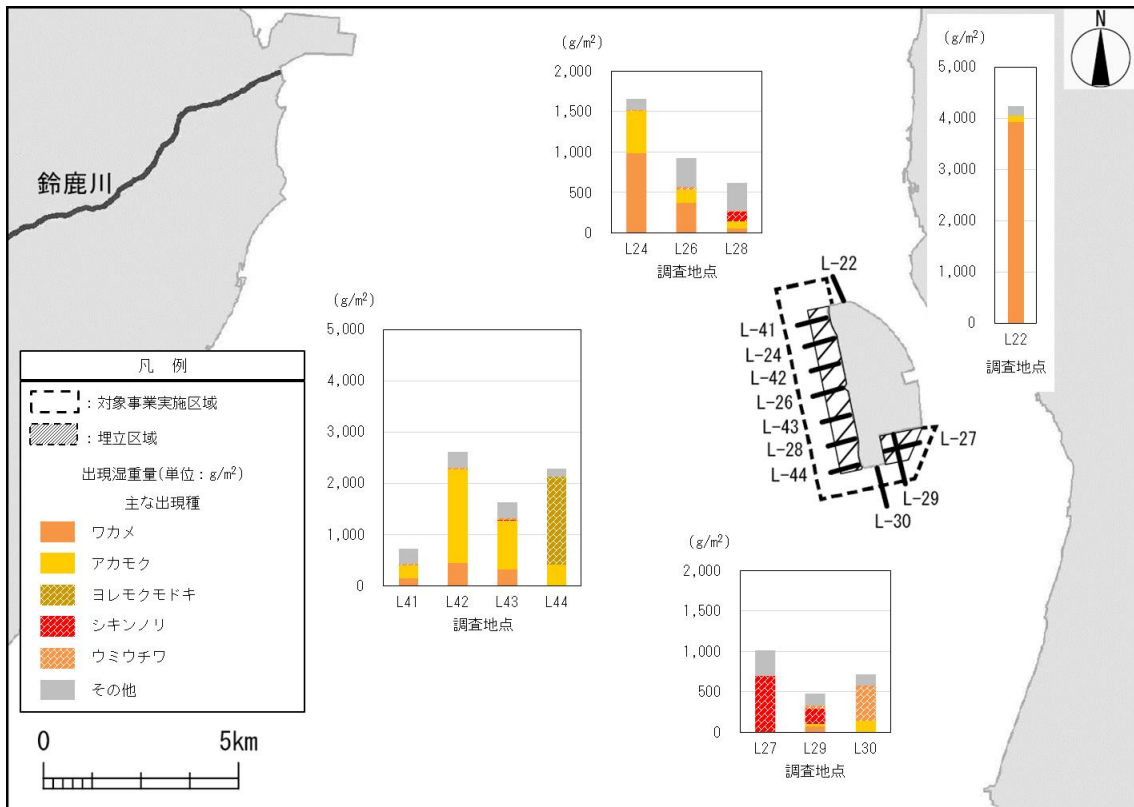 N
鈴鹿川
(g/m²)
2,000
1,500
1,000
500
0
L24 L26 L28
調査地点
(g/m²)
5,000
4,000
3,000
2,000
1,000
0
L22
調査地点
(g/m²)
5,000
4,000
3,000
2,000
1,000
0
L41 L42 L43 L44
調査地点
L-22
L-41
L-24
L-42
L-26
L-43
L-28
L-44
L-27
L-29
L-30
(g/m²)
2,000
1,500
1,000
500
0
L27 L29 L30
調査地点
凡 例
:対象事業実施区域
:埋立区域
出現湿重量(単位:g/m²)
主な出現種
ワカメ
アカモク
ヨレモクモドキ
シキンノリ
ウミウチワ
その他
0 5km